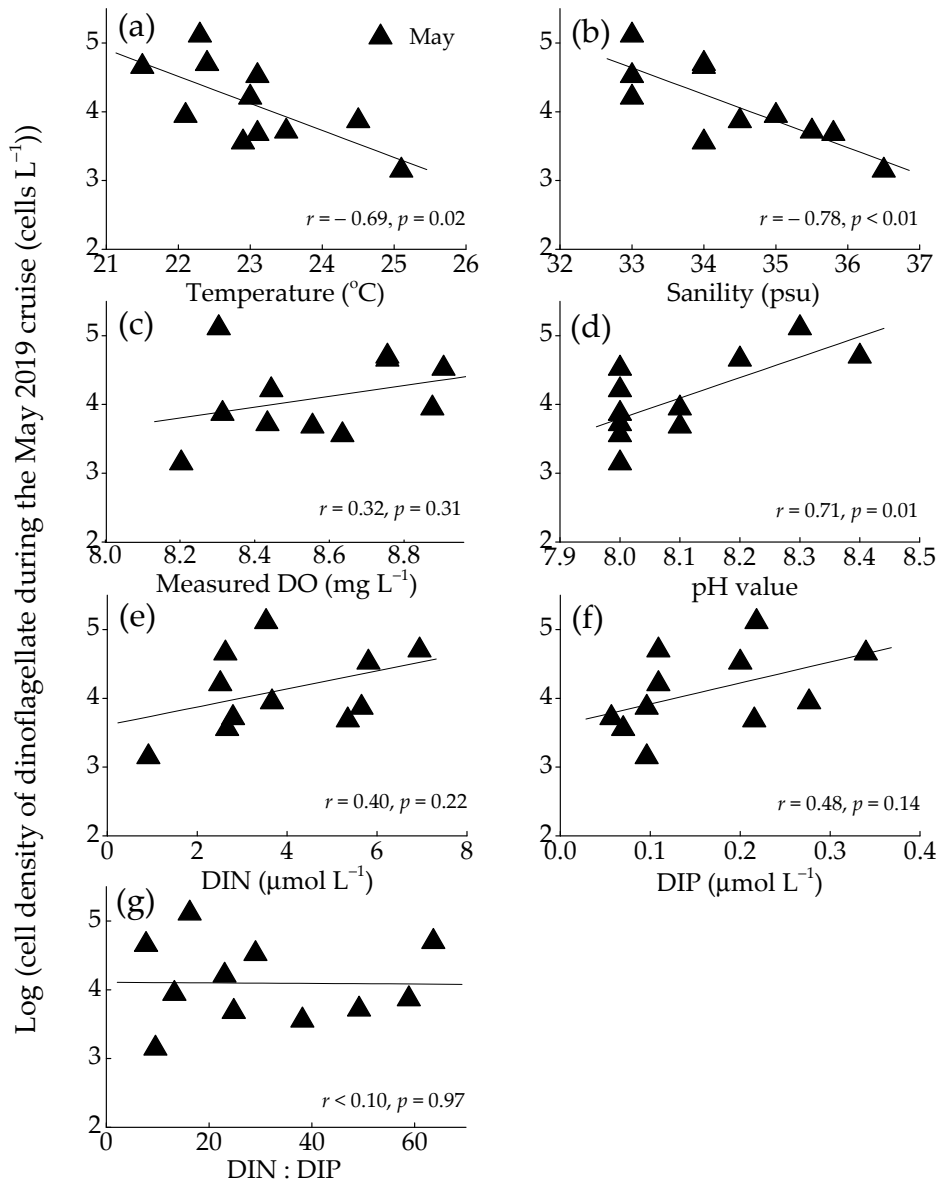 Log (cell density of dinoflagellate during the May 2019 cruise (cells L⁻¹))
(a)
May
5
4
3
2
r = – 0.69, p = 0.02
21 22 23 24 25 26
Temperature (°C)
(b)
5
4
3
2
r = – 0.78, p < 0.01
32 33 34 35 36 37
Sanility (psu)
(c)
5
4
3
2
r = 0.32, p = 0.31
8.0 8.2 8.4 8.6 8.8
Measured DO (mg L⁻¹)
(d)
5
4
3
2
r = 0.71, p = 0.01
7.9 8.0 8.1 8.2 8.3 8.4 8.5
pH value
(e)
5
4
3
2
r = 0.40, p = 0.22
0 2 4 6 8
DIN (μmol L⁻¹)
(f)
5
4
3
2
r = 0.48, p = 0.14
0.0 0.1 0.2 0.3 0.4
DIP (μmol L⁻¹)
(g)
5
4
3
2
r < 0.10, p = 0.97
0 20 40 60
DIN : DIP